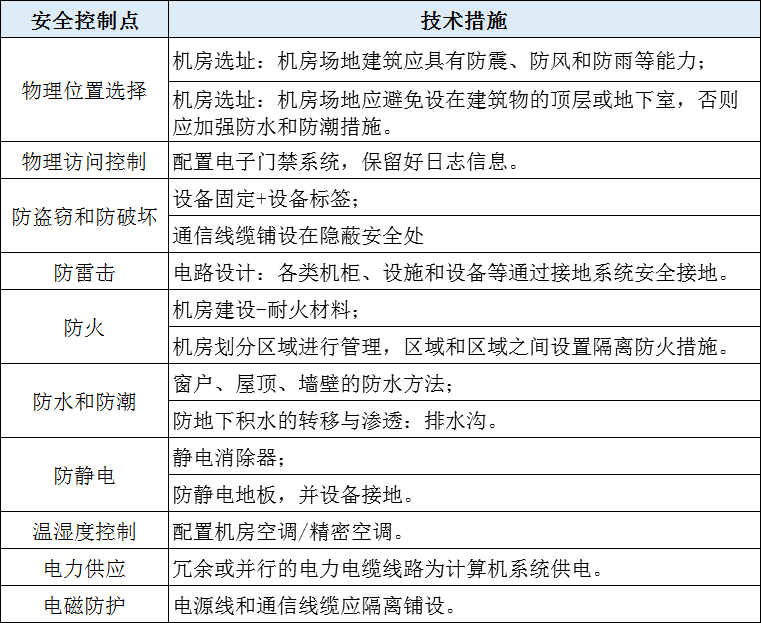 安全控制点 技术措施
物理位置选择
机房选址：机房场地建筑应具有防震、防风和防雨等能力；
机房选址：机房场地应避免设在建筑物的顶层或地下室，否则
应加强防水和防潮措施。
物理访问控制 配置电子门禁系统，保留好日志信息。
防盗窃和防破坏
设备固定+设备标签；
通信线缆铺设在隐蔽安全处
防雷击 电路设计：各类机柜、设施和设备等通过接地系统安全接地。
防火
机房建设-耐火材料；
机房划分区域进行管理，区域和区域之间设置隔离防火措施。
防水和防潮
窗户、屋顶、墙壁的防水方法；
防地下积水的转移与渗透：排水沟。
防静电
静电消除器；
防静电地板，并设备接地。
温湿度控制 配置机房空调/精密空调。
电力供应 冗余或并行的电力电缆线路为计算机系统供电。
电磁防护 电源线和通信线缆应隔离铺设。